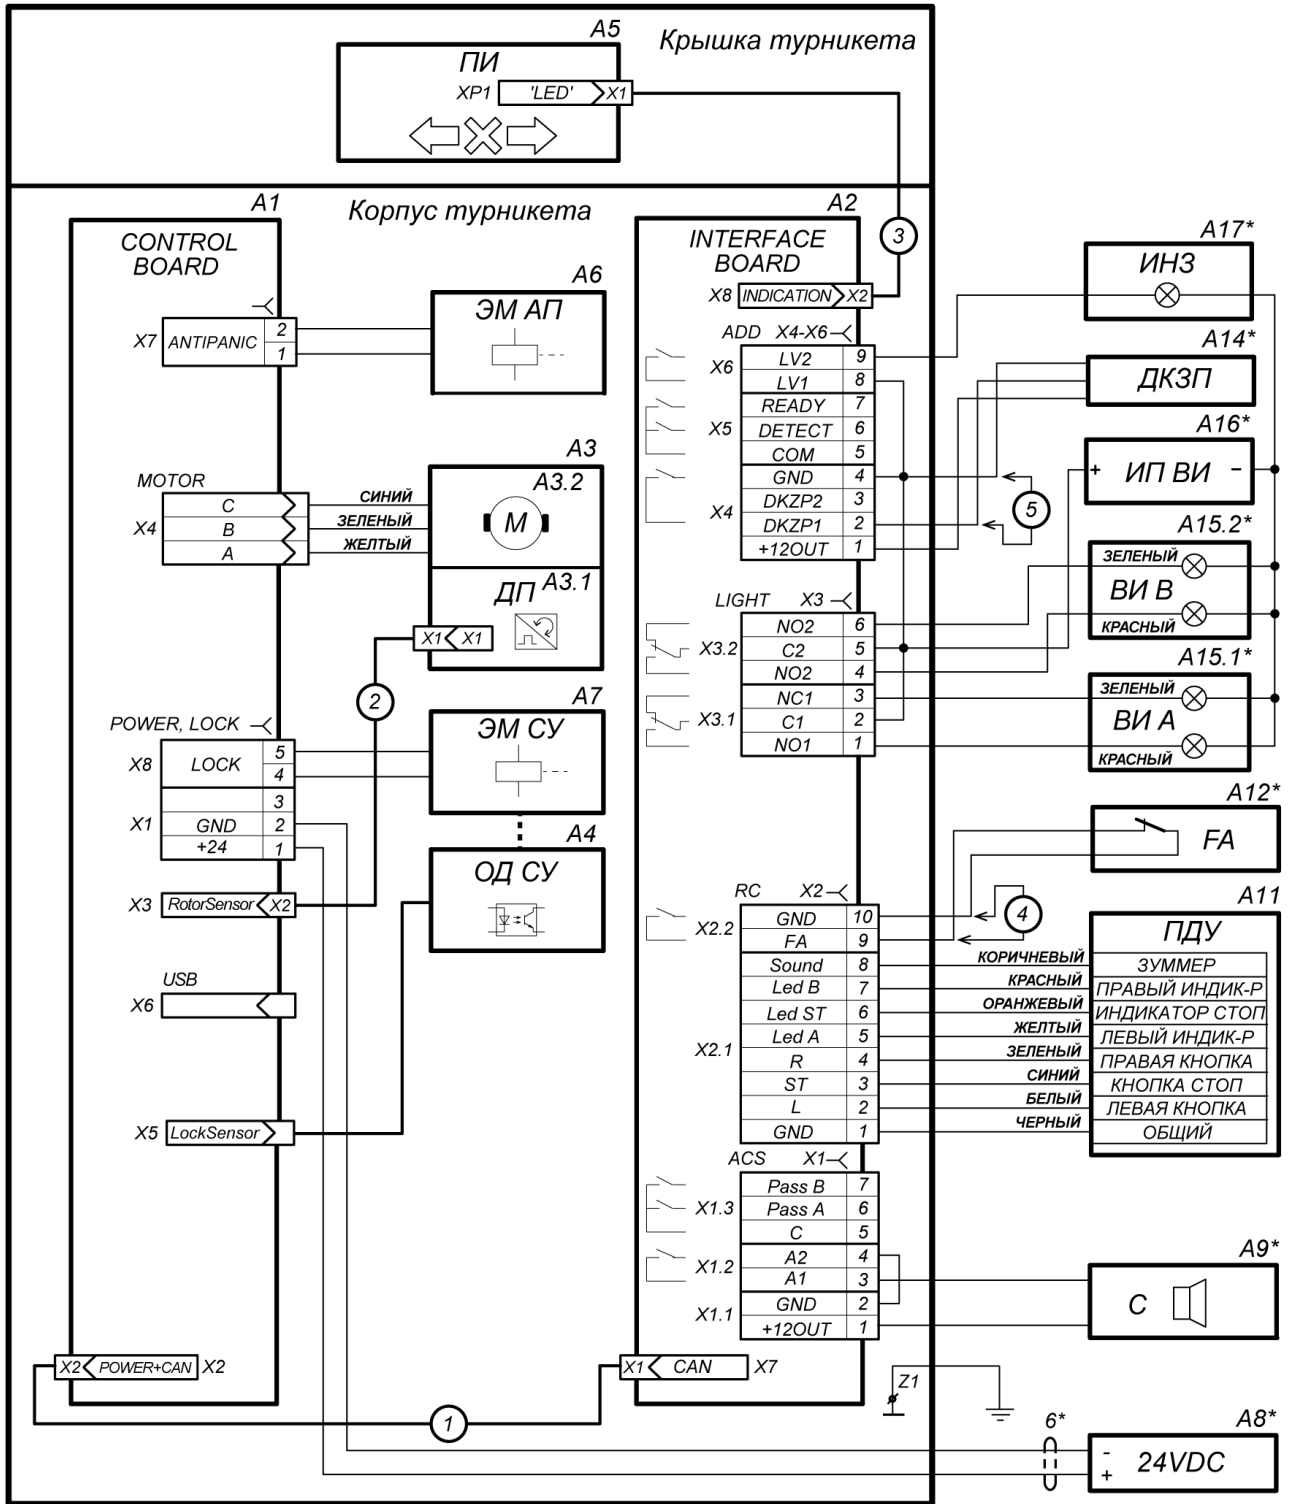 A5
Крышка турникета
ПИ
XP1 'LED' X1
A1
Корпус турникета
A2
3
CONTROL
BOARD
INTERFACE
BOARD
A17*
ИНЗ
A6
ЭМ АП
X8 INDICATION X2
X7 ANTIPANIC 2
1
ADD X4-X6
X6 LV2 9
LV1 8
READY 7
X5 DETECT 6
COM 5
GND 4
X4 DKZP2 3
DKZP1 2
+12OUT 1
A14*
ДКЗП
A16*
+ ИП ВИ −
5
A15.2*
ЗЕЛЕНЫЙ
ВИ В
КРАСНЫЙ
A15.1*
ЗЕЛЕНЫЙ
ВИ А
КРАСНЫЙ
MOTOR
X4 C СИНИЙ
B ЗЕЛЕНЫЙ
A ЖЕЛТЫЙ
A3
A3.2
M
A3.1
ДП
X1 X1
2
LIGHT X3
NO2 6
X3.2 C2 5
NO2 4
NC1 3
X3.1 C1 2
NO1 1
A7
ЭМ СУ
POWER, LOCK
X8 LOCK 5
4
3
X1 GND 2
+24 1
A4
ОД СУ
X3 RotorSensor X2
USB
X6
X5 LockSensor
A12*
FA
RC X2
X2.2 GND 10
FA 9
4
A11
ПДУ
Sound 8 КОРИЧНЕВЫЙ ЗУММЕР
Led B 7 КРАСНЫЙ ПРАВЫЙ ИНДИК-Р
Led ST 6 ОРАНЖЕВЫЙ ИНДИКАТОР СТОП
X2.1 Led A 5 ЖЕЛТЫЙ ЛЕВЫЙ ИНДИК-Р
R 4 ЗЕЛЕНЫЙ ПРАВАЯ КНОПКА
ST 3 СИНИЙ КНОПКА СТОП
L 2 БЕЛЫЙ ЛЕВАЯ КНОПКА
GND 1 ЧЕРНЫЙ ОБЩИЙ
ACS X1
Pass B 7
X1.3 Pass A 6
C 5
X1.2 A2 4
A1 3
X1.1 GND 2
+12OUT 1
A9*
С
X2 POWER+CAN X2
X1 CAN X7
1
Z1
6*
A8*
- 24VDC
+